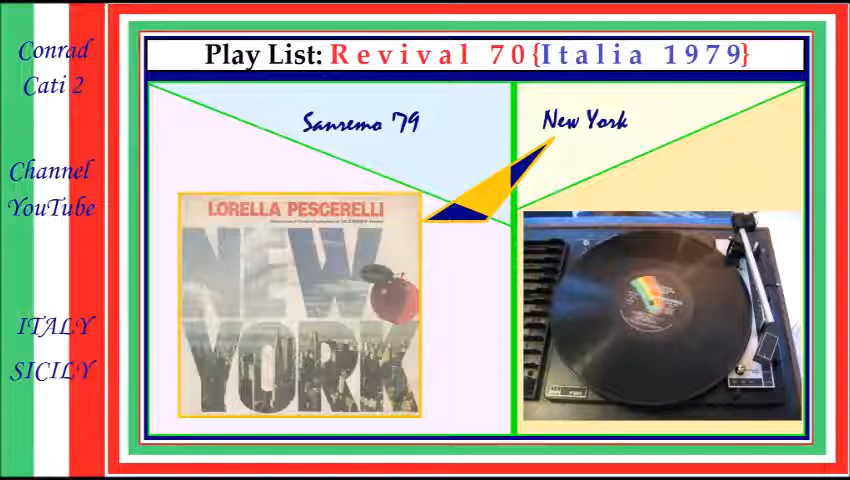 Play List: Revival 70{Italia 1979}
Conrad
Cati 2
Channel
YouTube
ITALY
SICILY
Sanremo '79
New York
LORELLA PESCERELLI
NEW
YORK